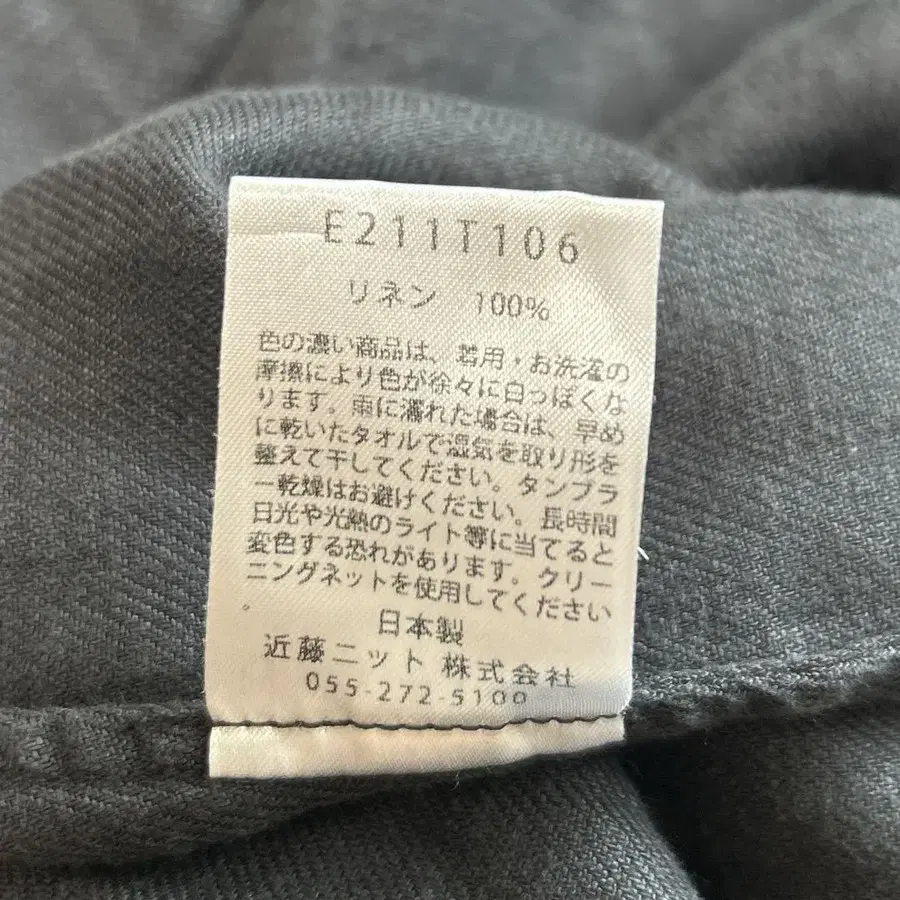 E211T106
リネン 100%
色の濃い商品は、着用・お洗濯の
摩擦により色が徐々に白っぽくな
ります。雨に濡れた場合は、早め
に乾いたタオルで湿気を取り形を
整えて干してください。タンブラ
ー乾燥はお避けください。長時間
日光や光熱のライト等に当てると
変色する恐れがあります。クリー
ニングネットを使用してください
。
日本製
近藤ニット 株式会社
055-272-5100